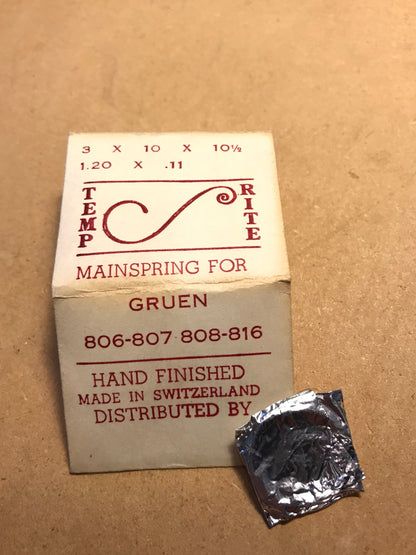 3 X 10 X 10½
1.20 X .11
TEMP RITE
MAINSPRING FOR
GRUEN
806-807 808-816
HAND FINISHED
MADE IN SWITZERLAND
DISTRIBUTED BY